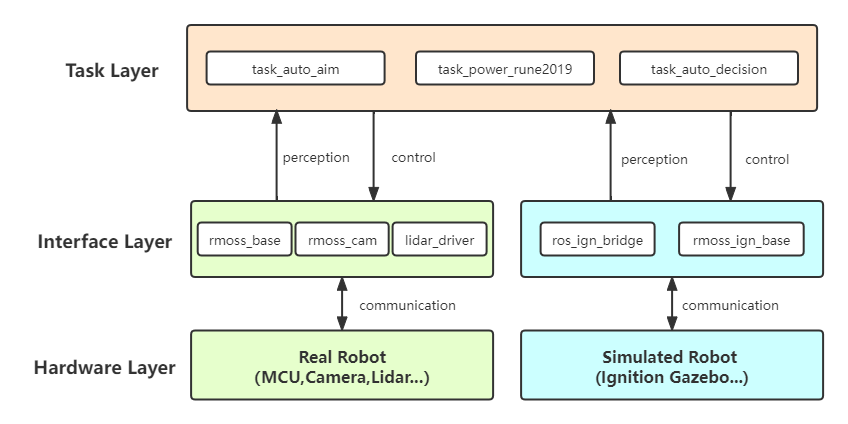 Task Layer
task_auto_aim
task_power_rune2019
task_auto_decision
perception
control
perception
control
Interface Layer
rmoss_base
rmoss_cam
lidar_driver
ros_ign_bridge
rmoss_ign_base
communication
communication
Hardware Layer
Real Robot
(MCU,Camera,Lidar...)
Simulated Robot
(Ignition Gazebo...)